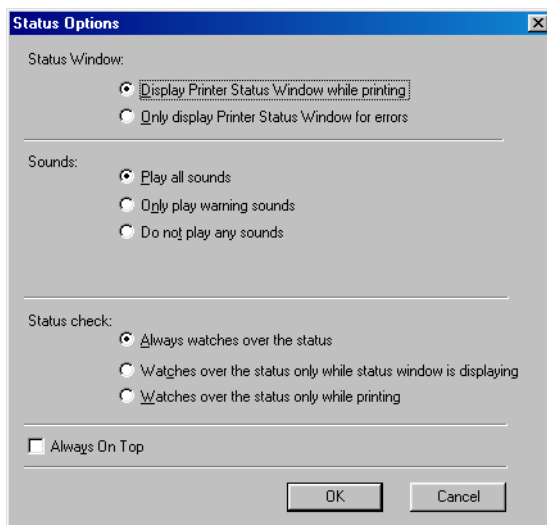 Status Options
Status Window:
Display Printer Status Window while printing
Only display Printer Status Window for errors
Sounds:
Play all sounds
Only play warning sounds
Do not play any sounds
Status check:
Always watches over the status
Watches over the status only while status window is displaying
Watches over the status only while printing
Always On Top
OK Cancel